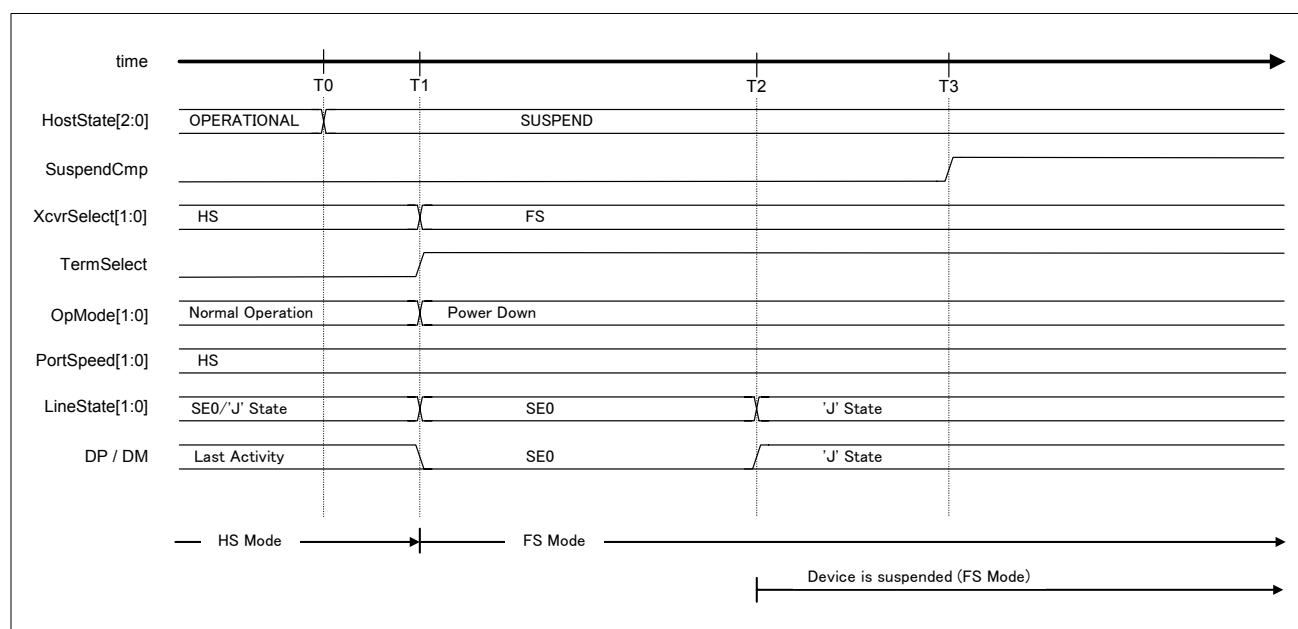 time
T0 T1 T2 T3
HostState[2:0] OPERATIONAL SUSPEND
SuspendCmp
XcvrSelect[1:0] HS FS
TermSelect
OpMode[1:0] Normal Operation Power Down
PortSpeed[1:0] HS
LineState[1:0] SE0/'J' State SE0 'J' State
DP / DM Last Activity SE0 'J' State
HS Mode FS Mode
Device is suspended (FS Mode)